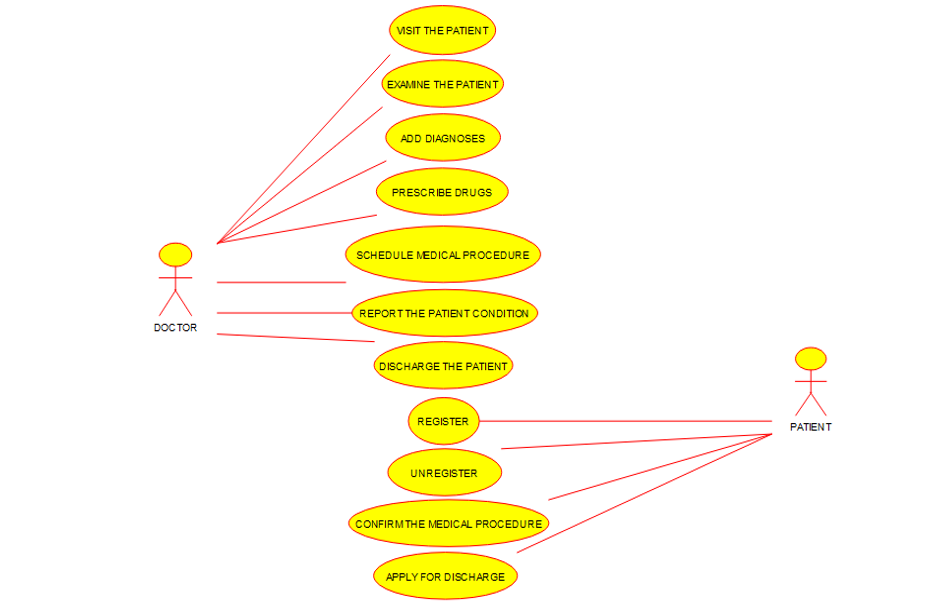 VISIT THE PATIENT
EXAMINE THE PATIENT
ADD DIAGNOSES
PRESCRIBE DRUGS
SCHEDULE MEDICAL PROCEDURE
REPORT THE PATIENT CONDITION
DOCTOR
DISCHARGE THE PATIENT
REGISTER
PATIENT
UNREGISTER
CONFIRM THE MEDICAL PROCEDURE
APPLY FOR DISCHARGE